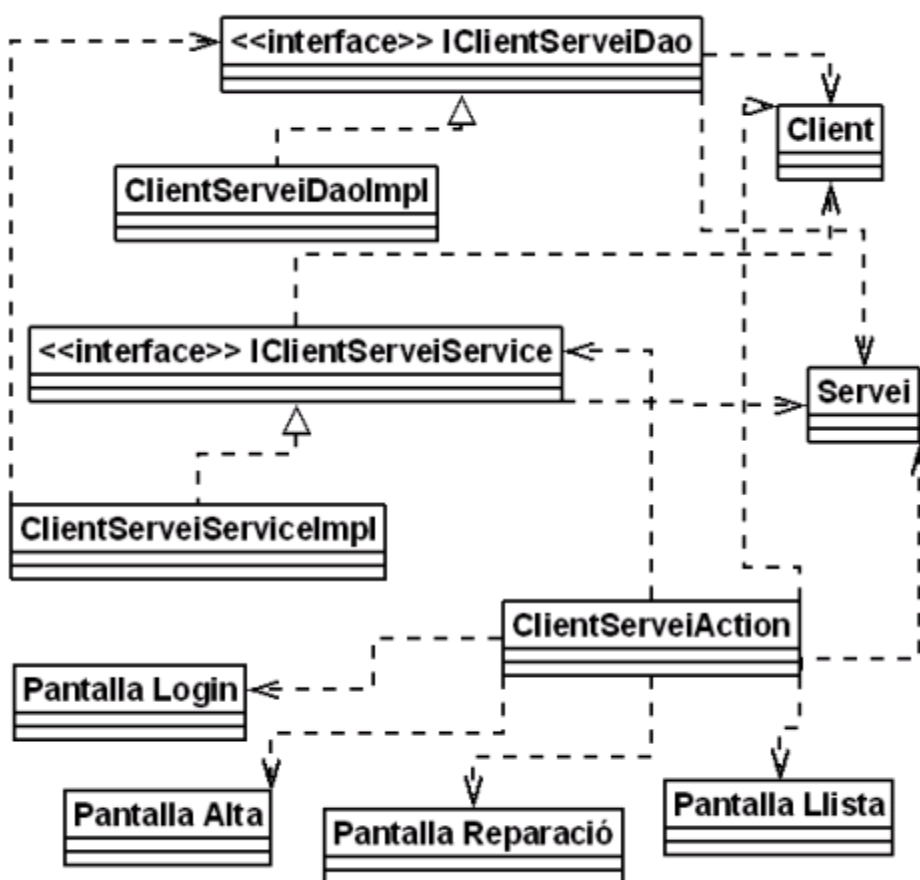 <<interface>> IClientServeiDao
Client
ClientServeiDaoImpl
<<interface>> IClientServeiService
Servei
ClientServeiServiceImpl
ClientServeiAction
Pantalla Login
Pantalla Alta
Pantalla Reparació
Pantalla Llista